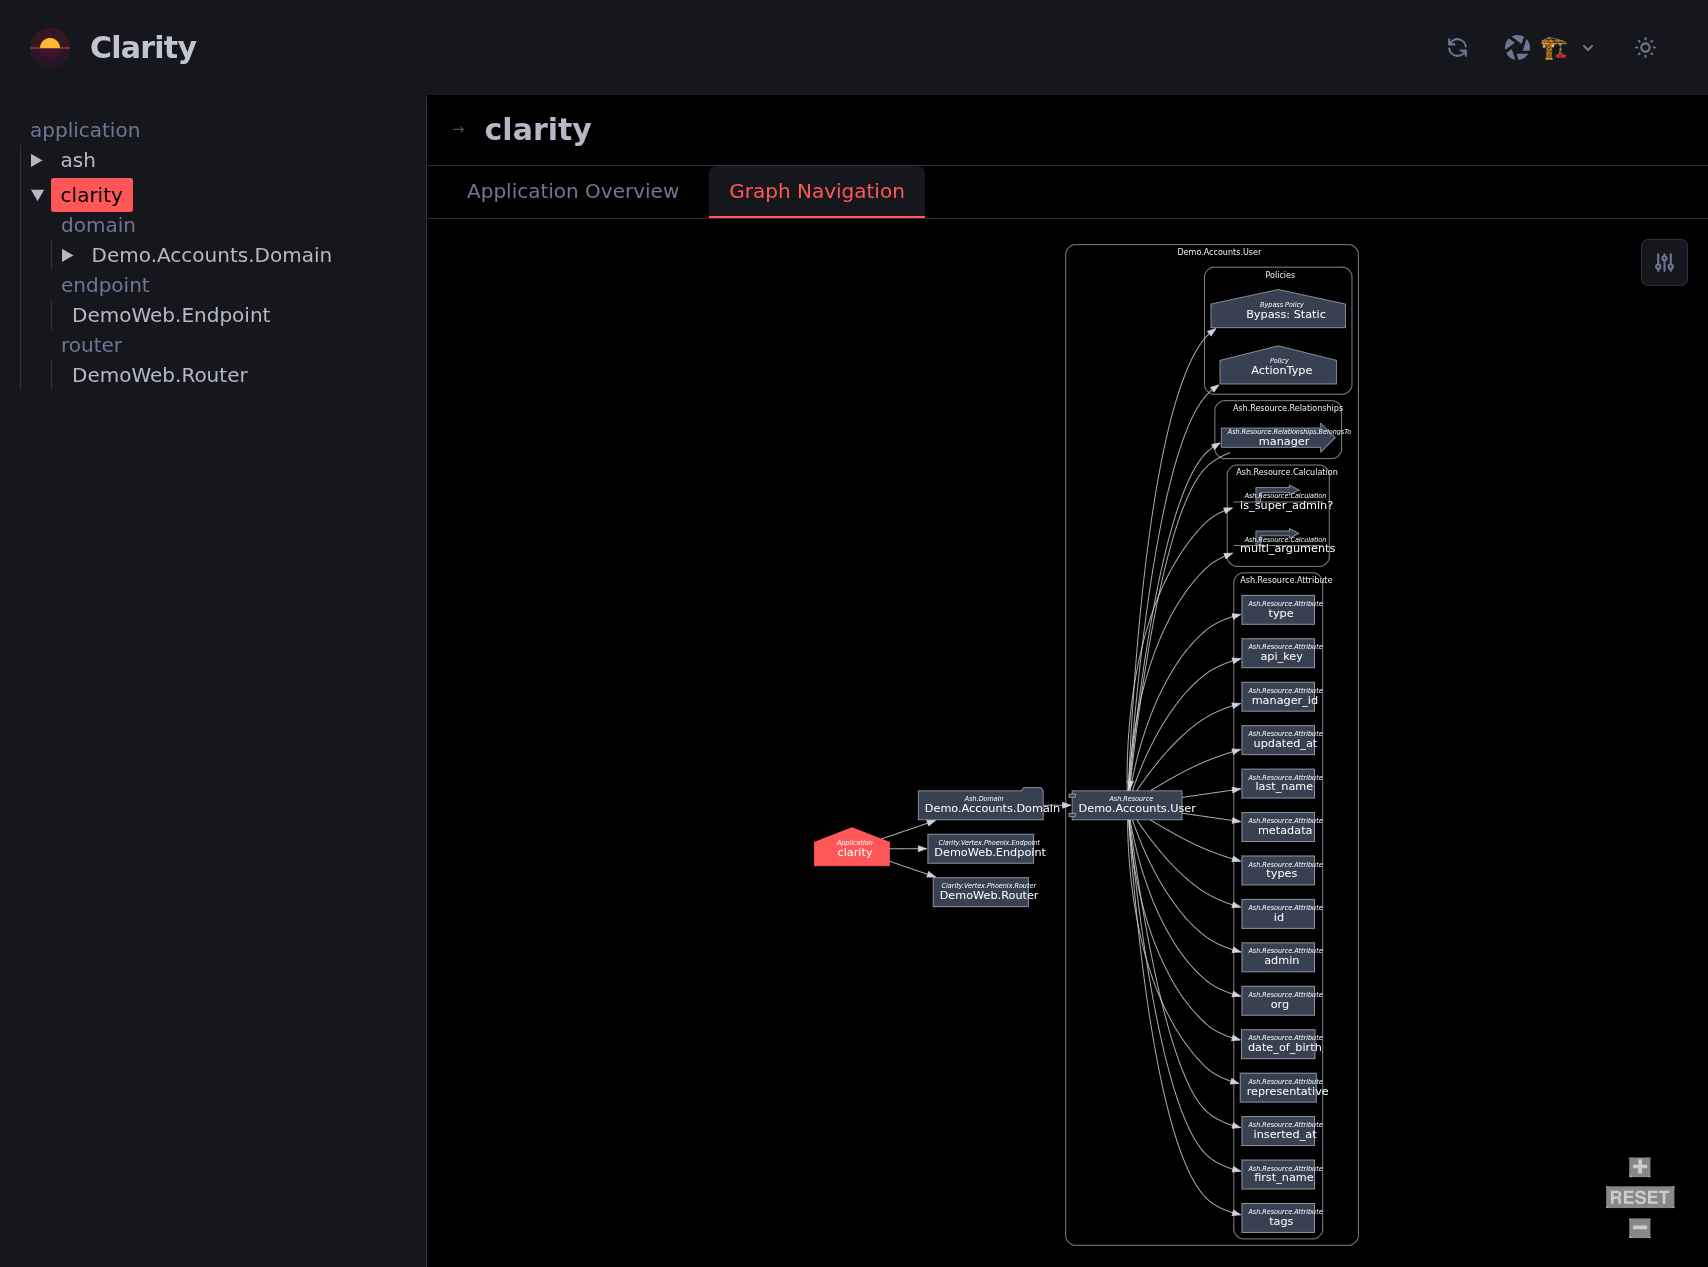 Clarity
application
ash
clarity
domain
Demo.Accounts.Domain
endpoint
DemoWeb.Endpoint
router
DemoWeb.Router
→ clarity
Application Overview
Graph Navigation
Demo.Accounts.User
Policies
Bypass Policy
Bypass: Static
Policy
ActionType
Ash.Resource.Relationships
Ash.Resource.Relationships.BelongsTo
manager
Ash.Resource.Calculation
Ash.Resource.Calculation
is_super_admin?
Ash.Resource.Calculation
multi_arguments
Ash.Resource.Attribute
Ash.Resource.Attribute
type
Ash.Resource.Attribute
api_key
Ash.Resource.Attribute
manager_id
Ash.Resource.Attribute
updated_at
Ash.Resource.Attribute
last_name
Ash.Resource.Attribute
metadata
Ash.Resource.Attribute
types
Ash.Resource.Attribute
id
Ash.Resource.Attribute
admin
Ash.Resource.Attribute
org
Ash.Resource.Attribute
date_of_birth
Ash.Resource.Attribute
representative
Ash.Resource.Attribute
inserted_at
Ash.Resource.Attribute
first_name
Ash.Resource.Attribute
tags
Ash.Resource
Demo.Accounts.User
Ash.Domain
Demo.Accounts.Domain
Application
clarity
Clarity.Vertex.Phoenix.Endpoint
DemoWeb.Endpoint
Clarity.Vertex.Phoenix.Router
DemoWeb.Router
RESET